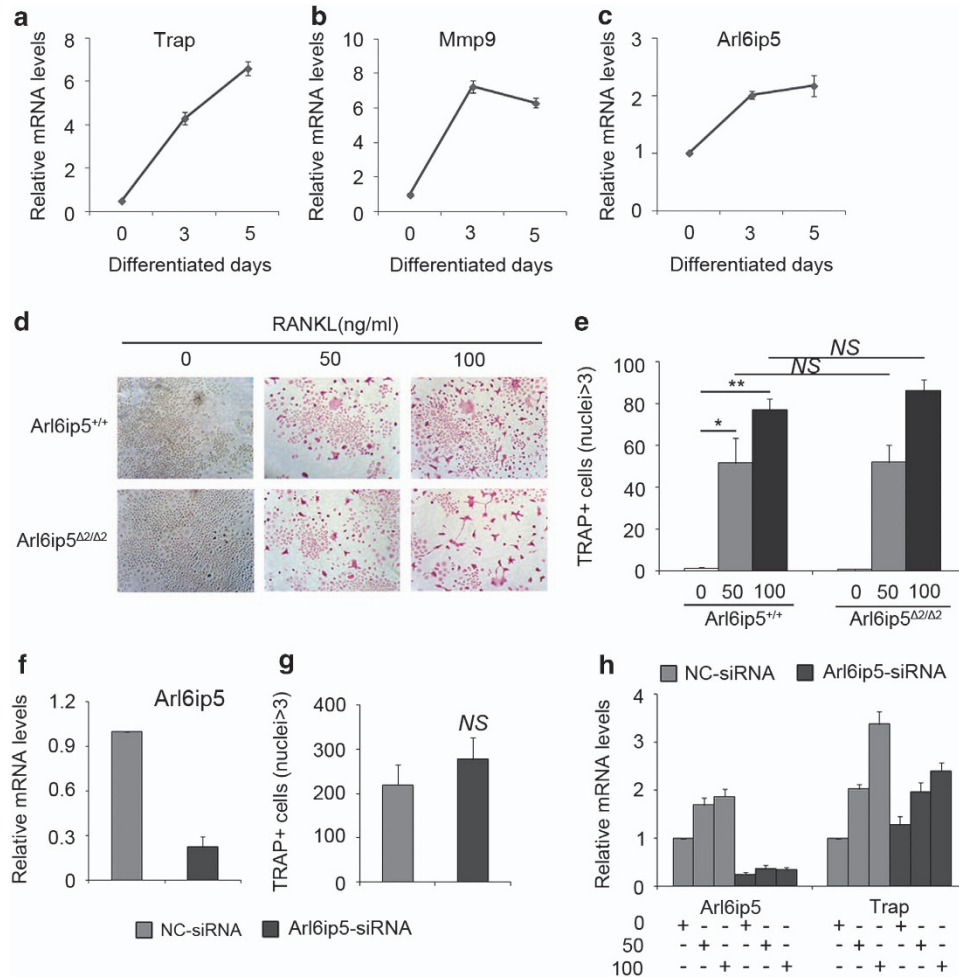 a
b
c
Trap
Mmp9
Arl6ip5
Relative mRNA levels
8
6
4
2
0
0 3 5
Differentiated days
Relative mRNA levels
10
8
6
4
2
0
0 3 5
Differentiated days
Relative mRNA levels
3
2
1
0
0 3 5
Differentiated days
d
RANKL(ng/ml)
0 50 100
Arl6ip5+/+
Arl6ip5Δ2/Δ2
e
TRAP+ cells (nuclei>3)
100
80
60
40
20
0
NS
NS
**
*
0 50 100 0 50 100
Arl6ip5+/+ Arl6ip5Δ2/Δ2
f
Arl6ip5
Relative mRNA levels
1.2
0.9
0.6
0.3
0
g
TRAP+ cells (nuclei>3)
400
300
200
100
0
NS
NC-siRNA Arl6ip5-siRNA
h
NC-siRNA Arl6ip5-siRNA
Relative mRNA levels
4
3
2
1
0
Arl6ip5 Trap
0 + - - + - - + - - + - -
50 - + - - + - - + - - + -
100 - - + - - + - - + - - +